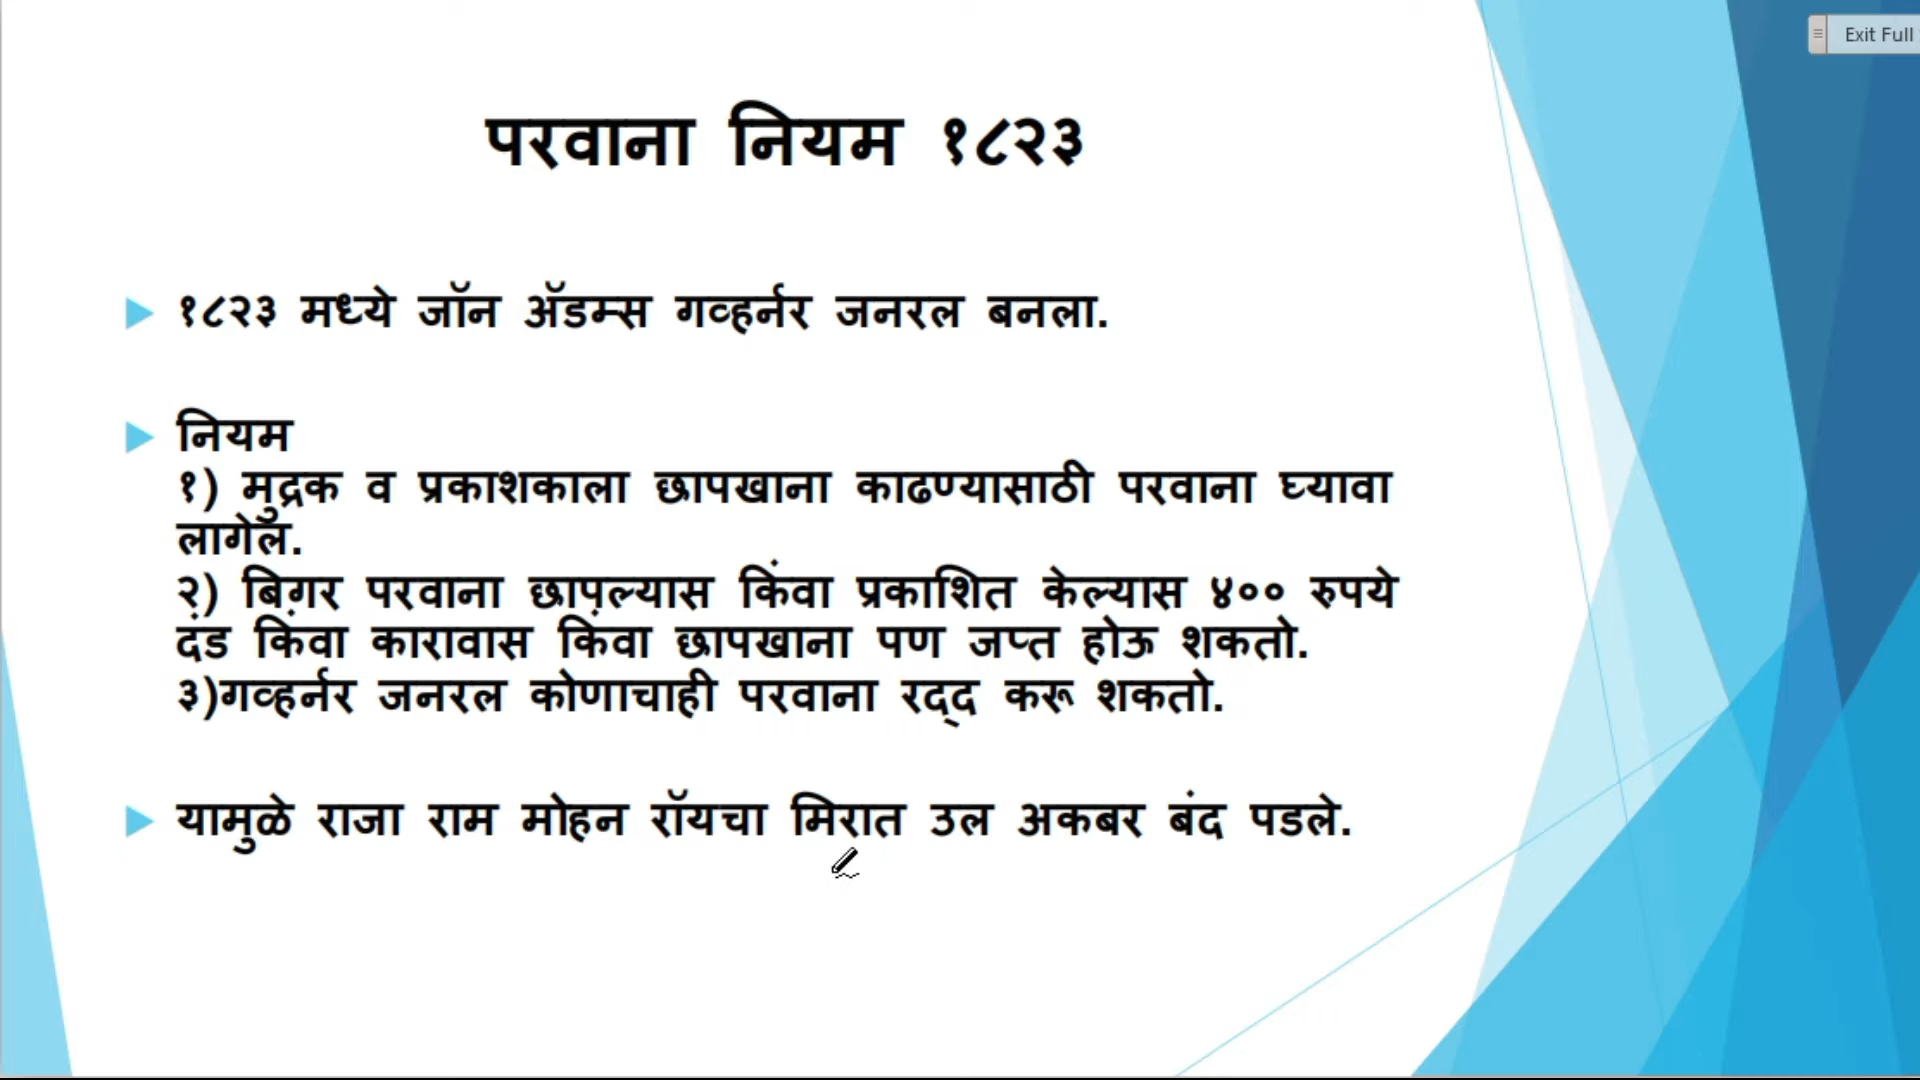 Exit Full
परवाना नियम १८२३
१८२३ मध्ये जॉन ॲडम्स गव्हर्नर जनरल बनला.
नियम
१) मुद्रक व प्रकाशकाला छापखाना काढण्यासाठी परवाना घ्यावा
लागेल.
२) बिगर परवाना छापल्यास किंवा प्रकाशित केल्यास ४०० रुपये
दंड किंवा कारावास किंवा छापखाना पण जप्त होऊ शकतो.
३)गव्हर्नर जनरल कोणाचाही परवाना रद्द करू शकतो.
यामुळे राजा राम मोहन रॉयचा मिरात उल अकबर बंद पडले.